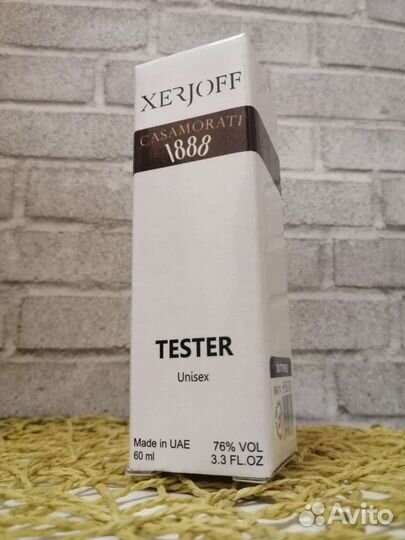 XERJOFF
CASAMORATI
1888
TESTER
Unisex
Made in UAE 76% VOL
60 ml 3.3 FL.OZ
Avito